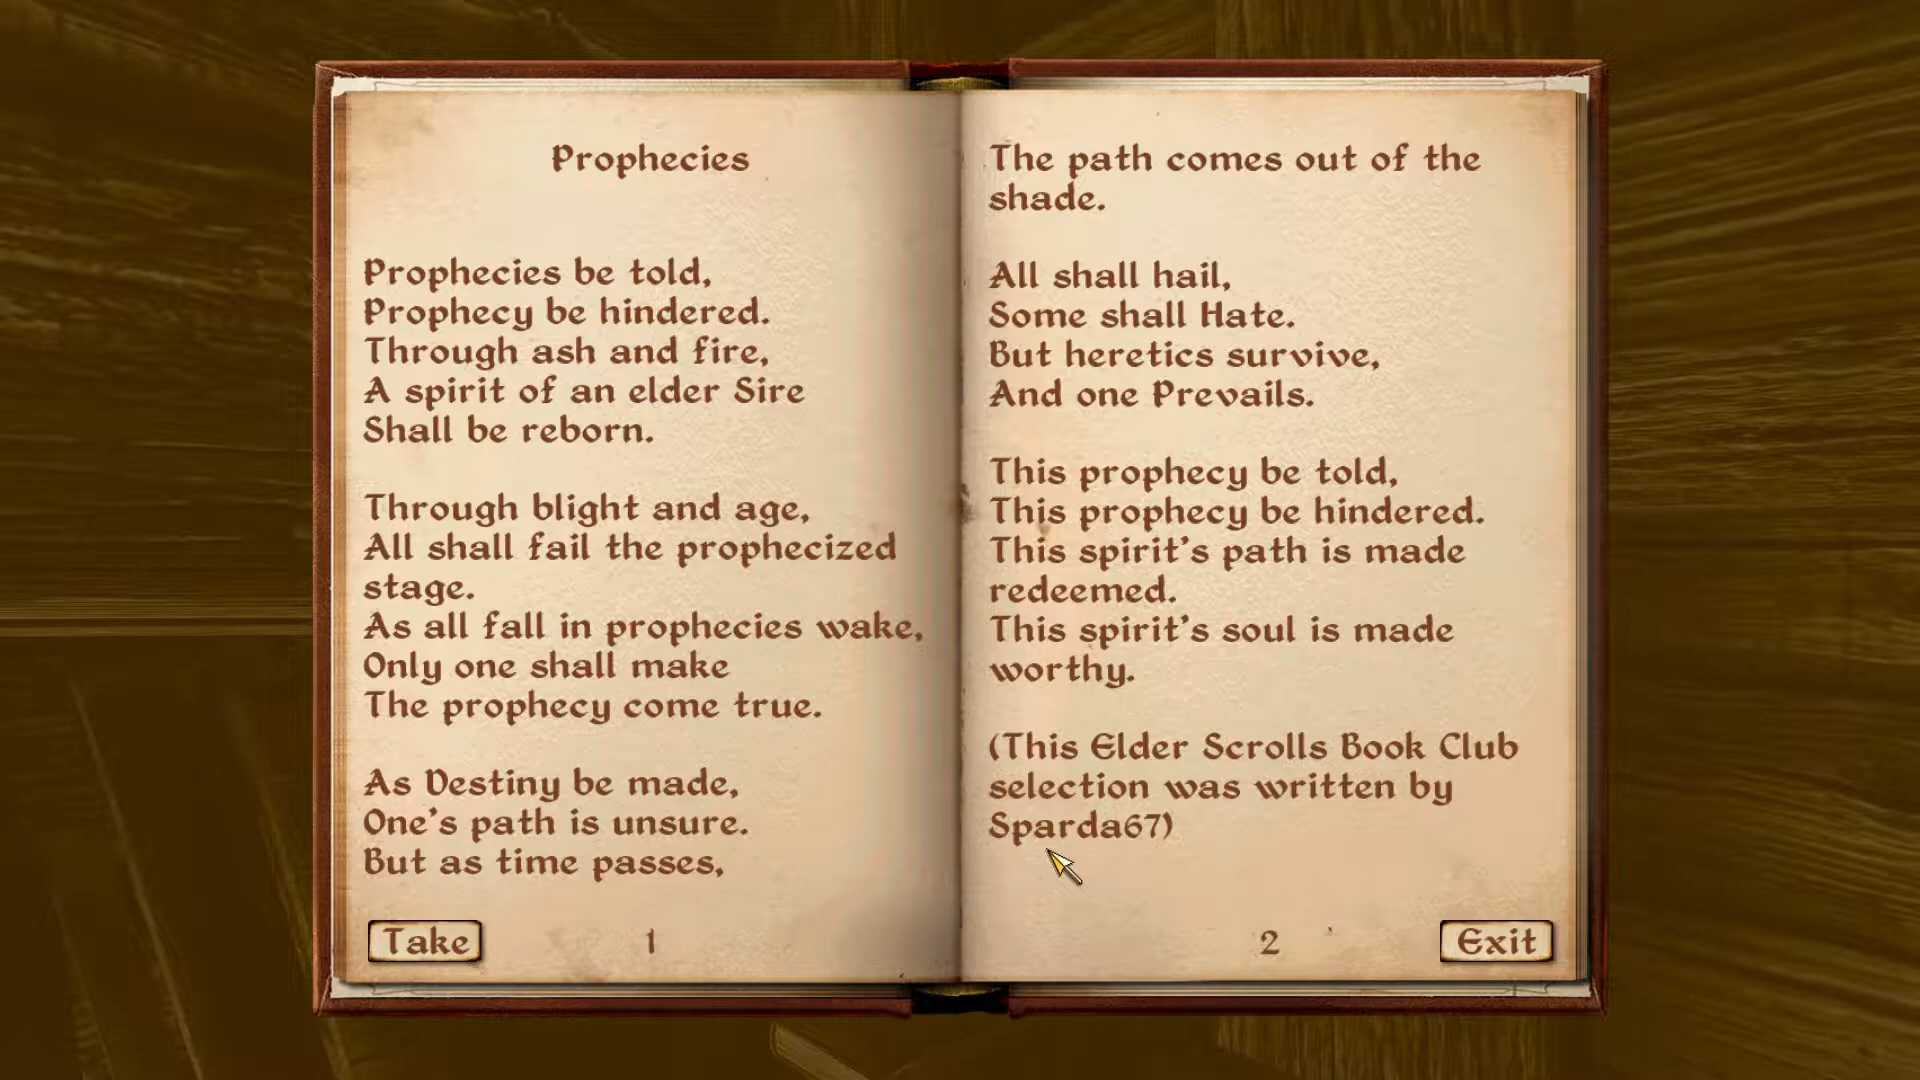 Prophecies
Prophecies be told,
Prophecy be hindered.
Through ash and fire,
A spirit of an elder Sire
Shall be reborn.
Through blight and age,
All shall fail the prophecized
stage.
As all fall in prophecies wake,
Only one shall make
The prophecy come true.
As Destiny be made,
One's path is unsure.
But as time passes,
Take
1
The path comes out of the
shade.
All shall hail,
Some shall Hate.
But heretics survive,
And one Prevails.
This prophecy be told,
This prophecy be hindered.
This spirit's path is made
redeemed.
This spirit's soul is made
worthy.
(This Elder Scrolls Book Club
selection was written by
Sparda67)
2
Exit